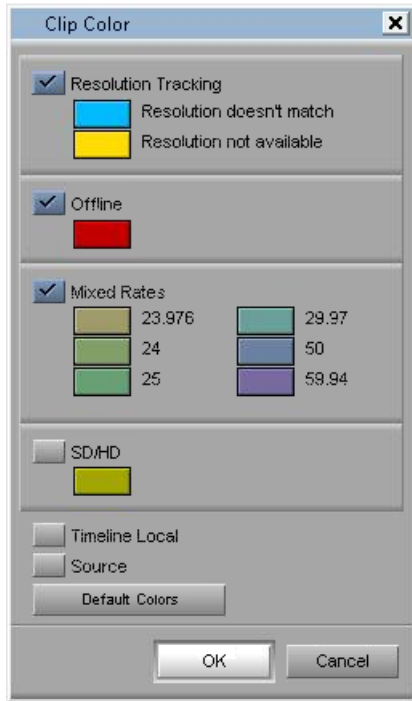 Clip Color
Resolution Tracking
Resolution doesn't match
Resolution not available
Offline
Mixed Rates
23.976
29.97
24
50
25
59.94
SD/HD
Timeline Local
Source
Default Colors
OK
Cancel